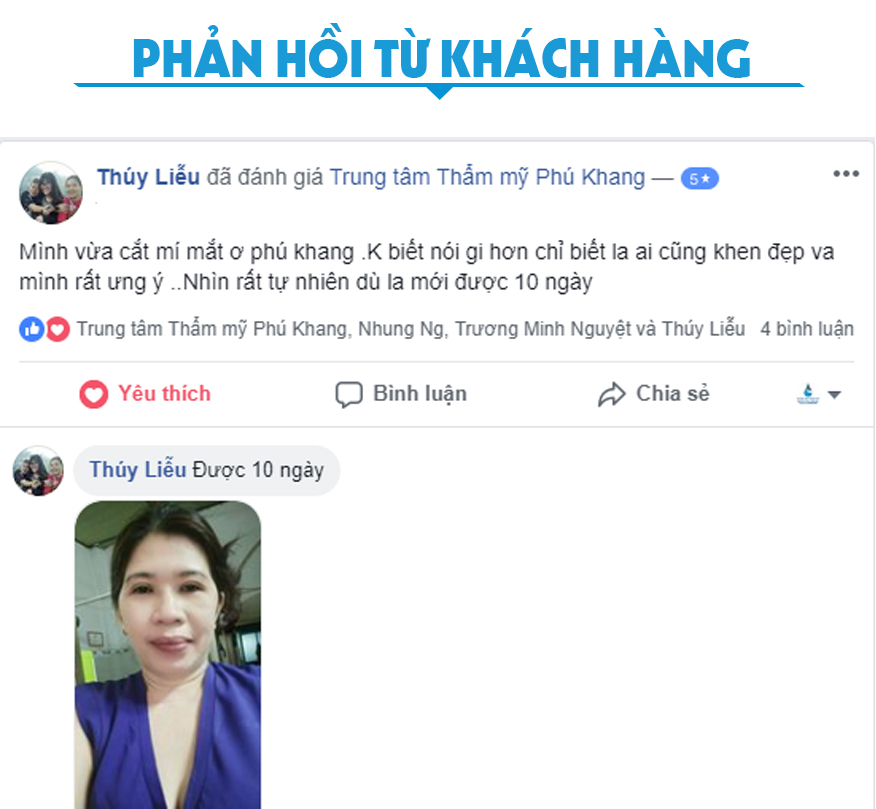 PHẢN HỒI TỪ KHÁCH HÀNG
Thúy Liễu đã đánh giá Trung tâm Thẩm mỹ Phú Khang — 5★
Mình vừa cắt mí mắt ơ phú khang .K biết nói gi hơn chỉ biết la ai cũng khen đẹp va
mình rất ưng ý ..Nhìn rất tự nhiên dù la mới được 10 ngày
Trung tâm Thẩm mỹ Phú Khang, Nhung Ng, Trương Minh Nguyệt và Thúy Liễu 4 bình luận
Yêu thích Bình luận Chia sẻ
Thúy Liễu Được 10 ngày